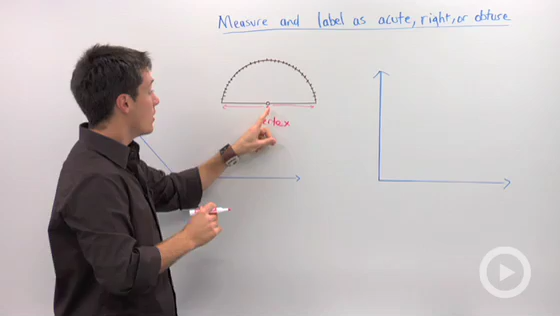 Measure and label as acute, right, or obtuse